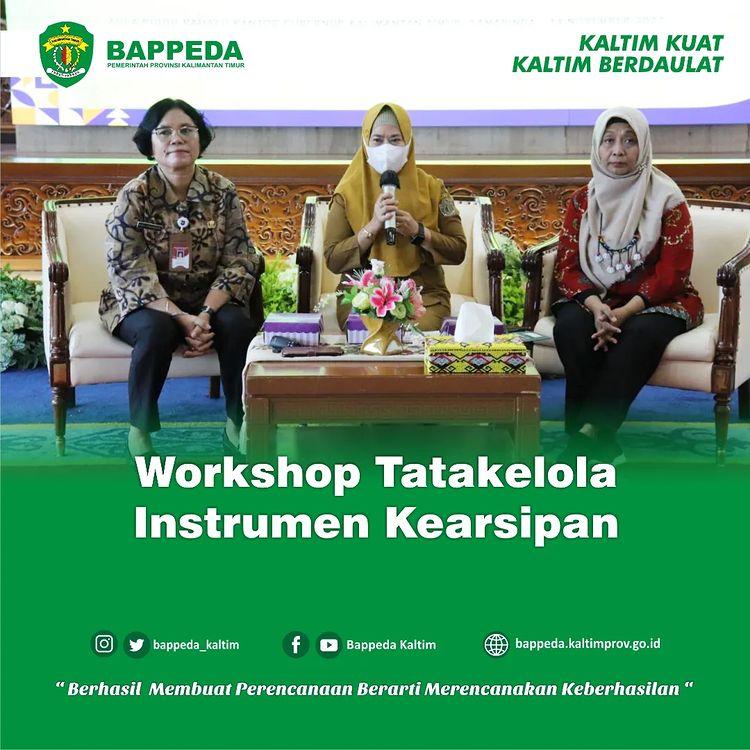 BAPPEDA
PEMERINTAH PROVINSI KALIMANTAN TIMUR
KALTIM KUAT
KALTIM BERDAULAT
Workshop Tatakelola
Instrumen Kearsipan
bappeda_kaltim
Bappeda Kaltim
bappeda.kaltimprov.go.id
“ Berhasil Membuat Perencanaan Berarti Merencanakan Keberhasilan “